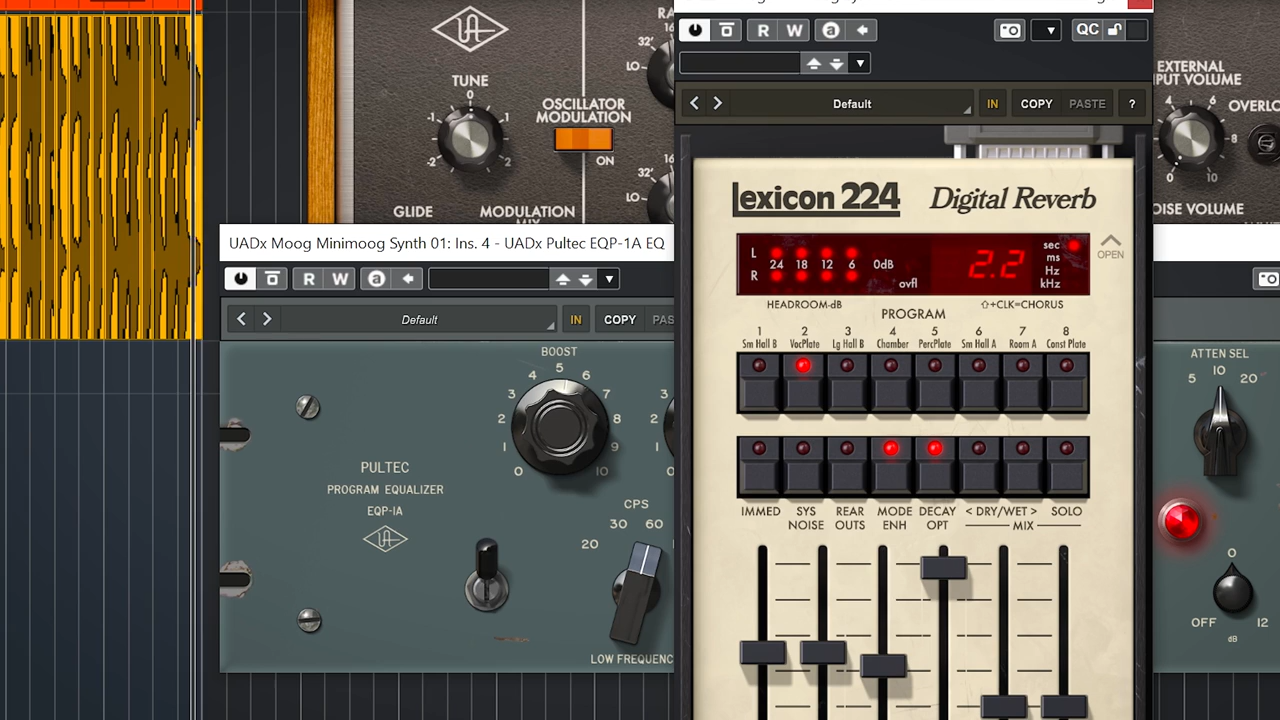 TUNE
0
-1 1
-2 2
OSCILLATOR
MODULATION
ON
GLIDE
MODULATION
32'
LO
32'
LO
R W a
QC
Default IN COPY PASTE ?
EXTERNAL
4 6
8
0 10
OISE VOLUME
UADx Moog Minimoog Synth 01: Ins. 4 - UADx Pultec EQP-1A EQ
R W a
Default IN COPY PAS
BOOST
0 1 2 3 4 5 6 7 8 9 10
PULTEC
PROGRAM EQUALIZER
EQP-1A
UA
CPS
20 30 60
LOW FREQUENC
lexicon 224 Digital Reverb
L
R
24 18 12 6 0dB
ovfl
2.2
sec
ms
Hz
kHz
OPEN
HEADROOM-dB
⇧+CLK=CHORUS
PROGRAM
1 2 3 4 5 6 7 8
Sm Hall B VocPlate Lg Hall B Chamber PercPlate Sm Hall A Room A Const Plate
IMMED SYS NOISE REAR OUTS MODE ENH DECAY OPT < DRY/WET > MIX SOLO
ATTEN SEL
5 10 20
0
OFF 12
dB